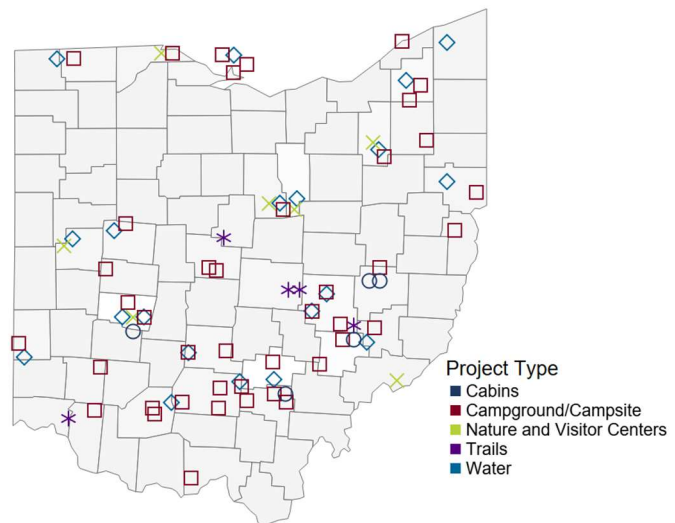 Project Type
Cabins
Campground/Campsite
Nature and Visitor Centers
Trails
Water